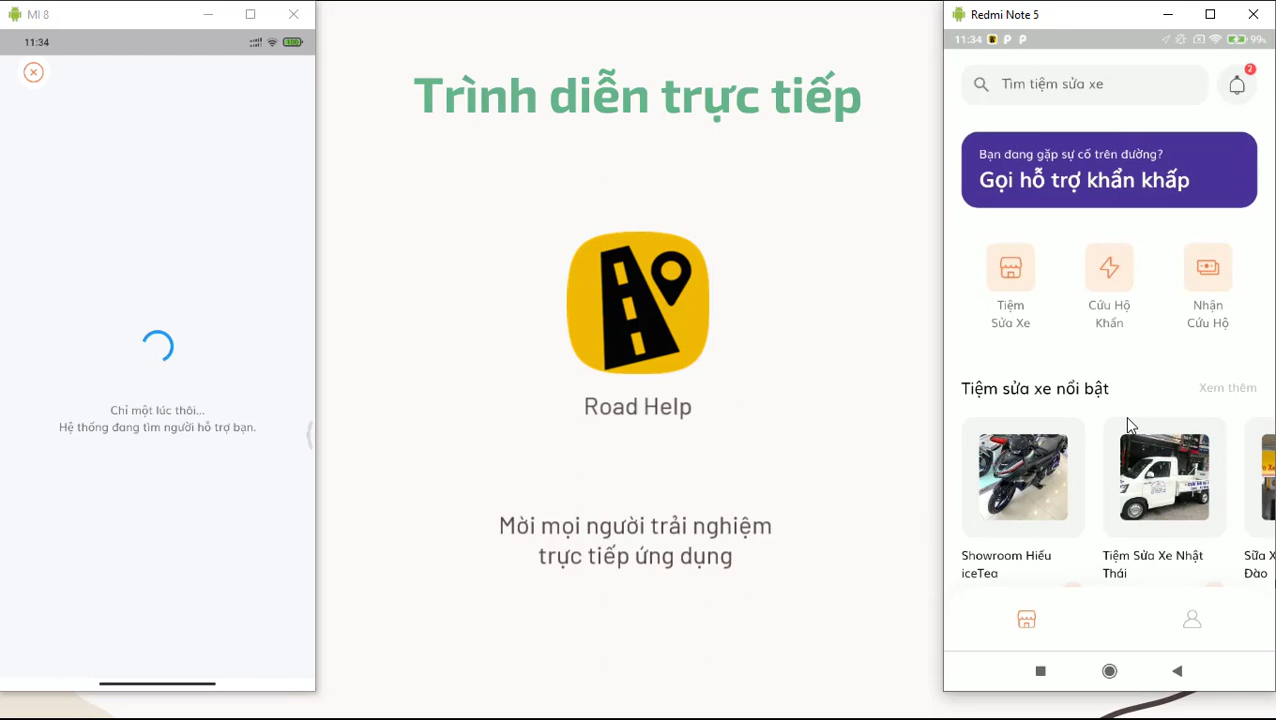 MI 8
11:34
100
Chỉ một lúc thôi...
Hệ thống đang tìm người hỗ trợ bạn.
Trình diễn trực tiếp
Road Help
Mời mọi người trải nghiệm
trực tiếp ứng dụng
Redmi Note 5
11:34
99%
Tìm tiệm sửa xe
2
Bạn đang gặp sự cố trên đường?
Gọi hỗ trợ khẩn khấp
Tiệm
Sửa Xe
Cứu Hộ
Khẩn
Nhận
Cứu Hộ
Tiệm sửa xe nổi bật
Xem thêm
Showroom Hiếu
iceTea
Tiệm Sửa Xe Nhật
Thái
Sữa X
Đào